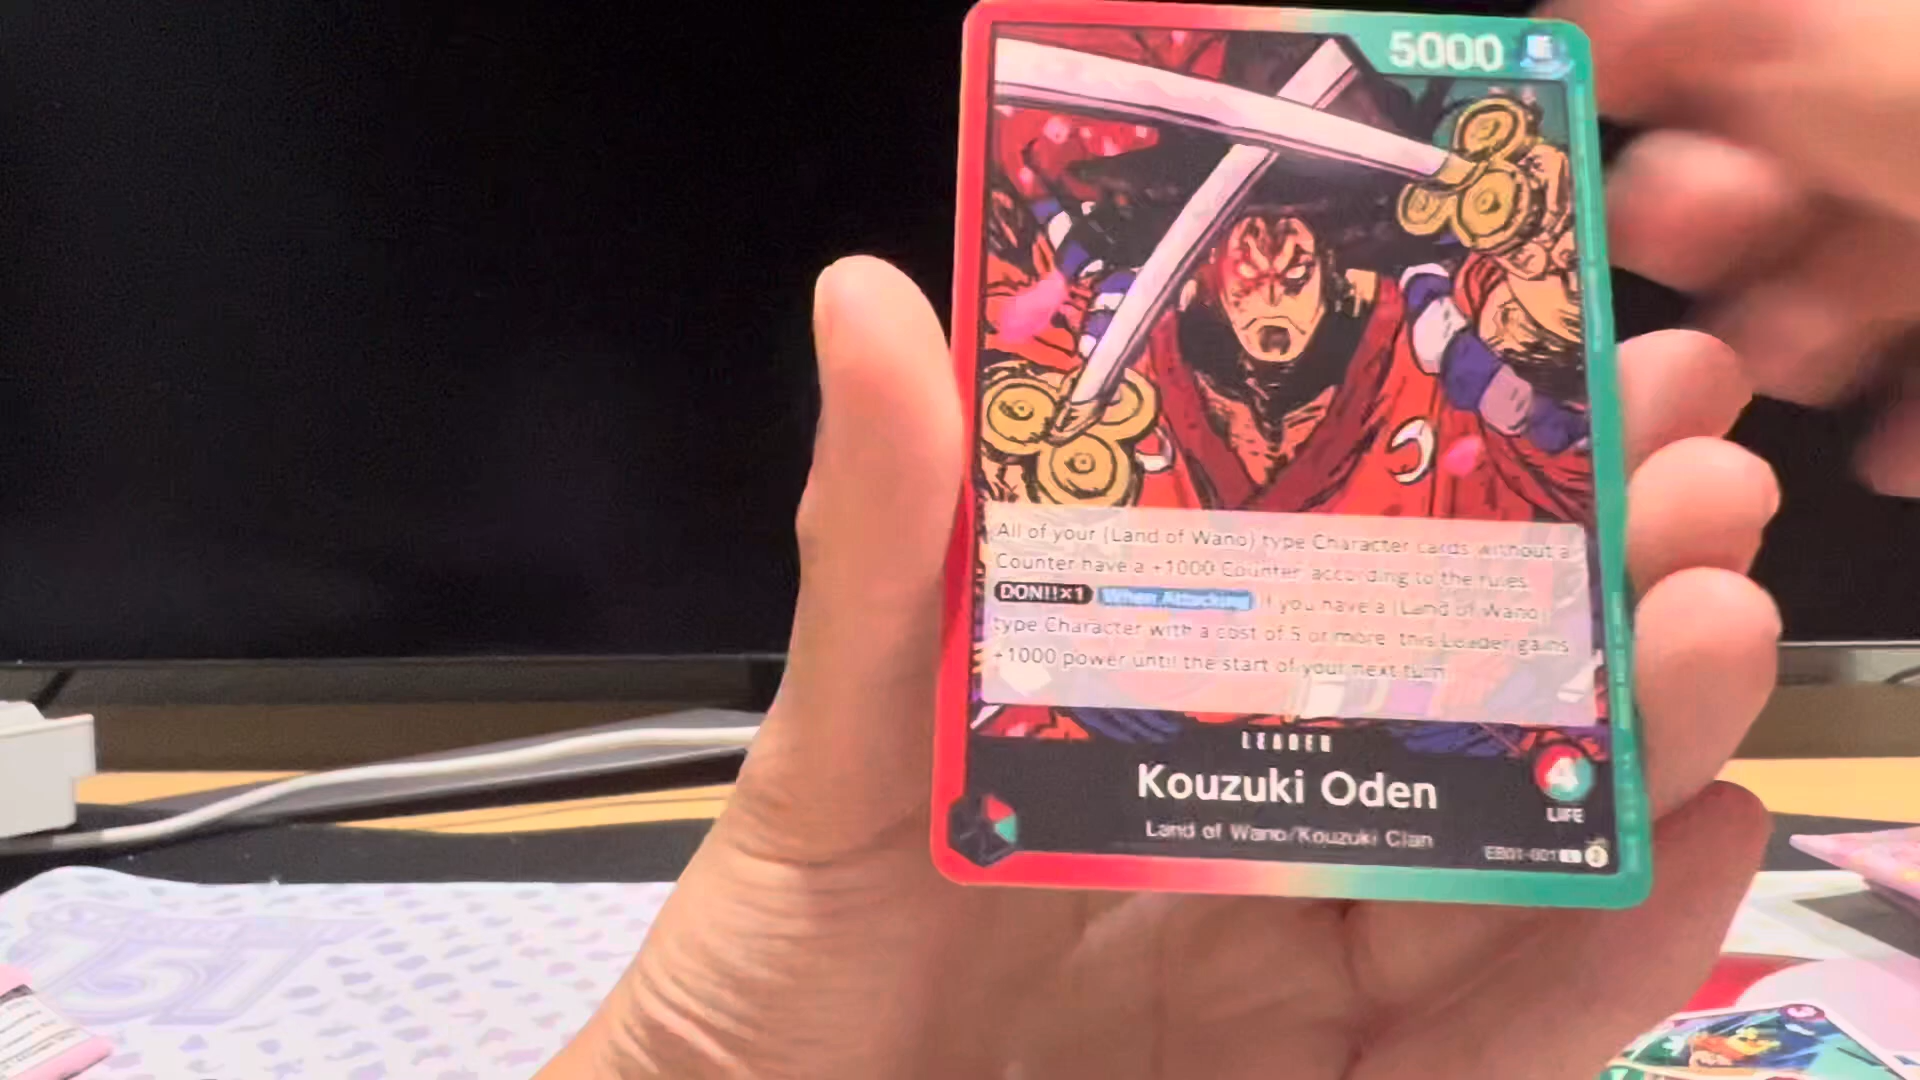 5000
All of your {Land of Wano} type Character cards without a
Counter have a +1000 Counter, according to the rules.
DON!!×1 When Attacking If you have a {Land of Wano}
type Character with a cost of 5 or more, this Leader gains
+1000 power until the start of your next turn.
LEADER
Kouzuki Oden
4
LIFE
Land of Wano/Kouzuki Clan
EB01-001 L
151